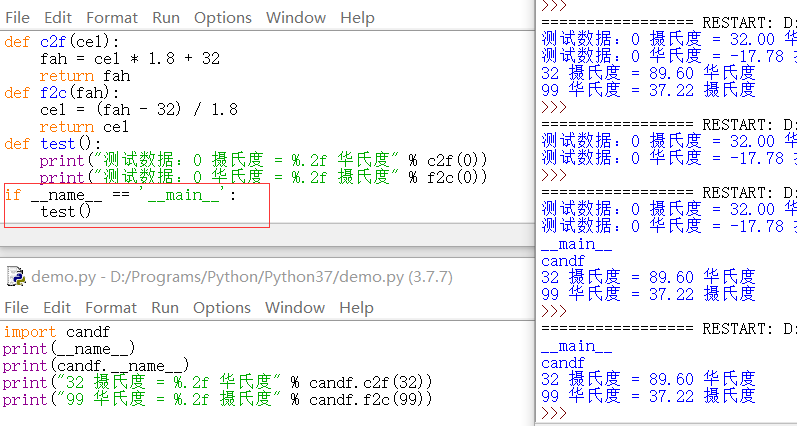 File Edit Format Run Options Window Help
def c2f(cel):
    fah = cel * 1.8 + 32
    return fah
def f2c(fah):
    cel = (fah - 32) / 1.8
    return cel
def test():
    print("测试数据：0 摄氏度 = %.2f 华氏度" % c2f(0))
    print("测试数据：0 华氏度 = %.2f 摄氏度" % f2c(0))
if __name__ == '__main__':
    test()
demo.py - D:/Programs/Python/Python37/demo.py (3.7.7)
File Edit Format Run Options Window Help
import candf
print(__name__)
print(candf.__name__)
print("32 摄氏度 = %.2f 华氏度" % candf.c2f(32))
print("99 华氏度 = %.2f 摄氏度" % candf.f2c(99))
>>>
================= RESTART: D:
测试数据：0 摄氏度 = 32.00 华氏度
测试数据：0 华氏度 = -17.78
32 摄氏度 = 89.60 华氏度
99 华氏度 = 37.22 摄氏度
>>>
================= RESTART: D:
测试数据：0 摄氏度 = 32.00 华氏度
测试数据：0 华氏度 = -17.78
>>>
================= RESTART: D:
测试数据：0 摄氏度 = 32.00 华氏度
测试数据：0 华氏度 = -17.78
__main__
candf
32 摄氏度 = 89.60 华氏度
99 华氏度 = 37.22 摄氏度
>>>
================= RESTART: D:
__main__
candf
32 摄氏度 = 89.60 华氏度
99 华氏度 = 37.22 摄氏度
>>>